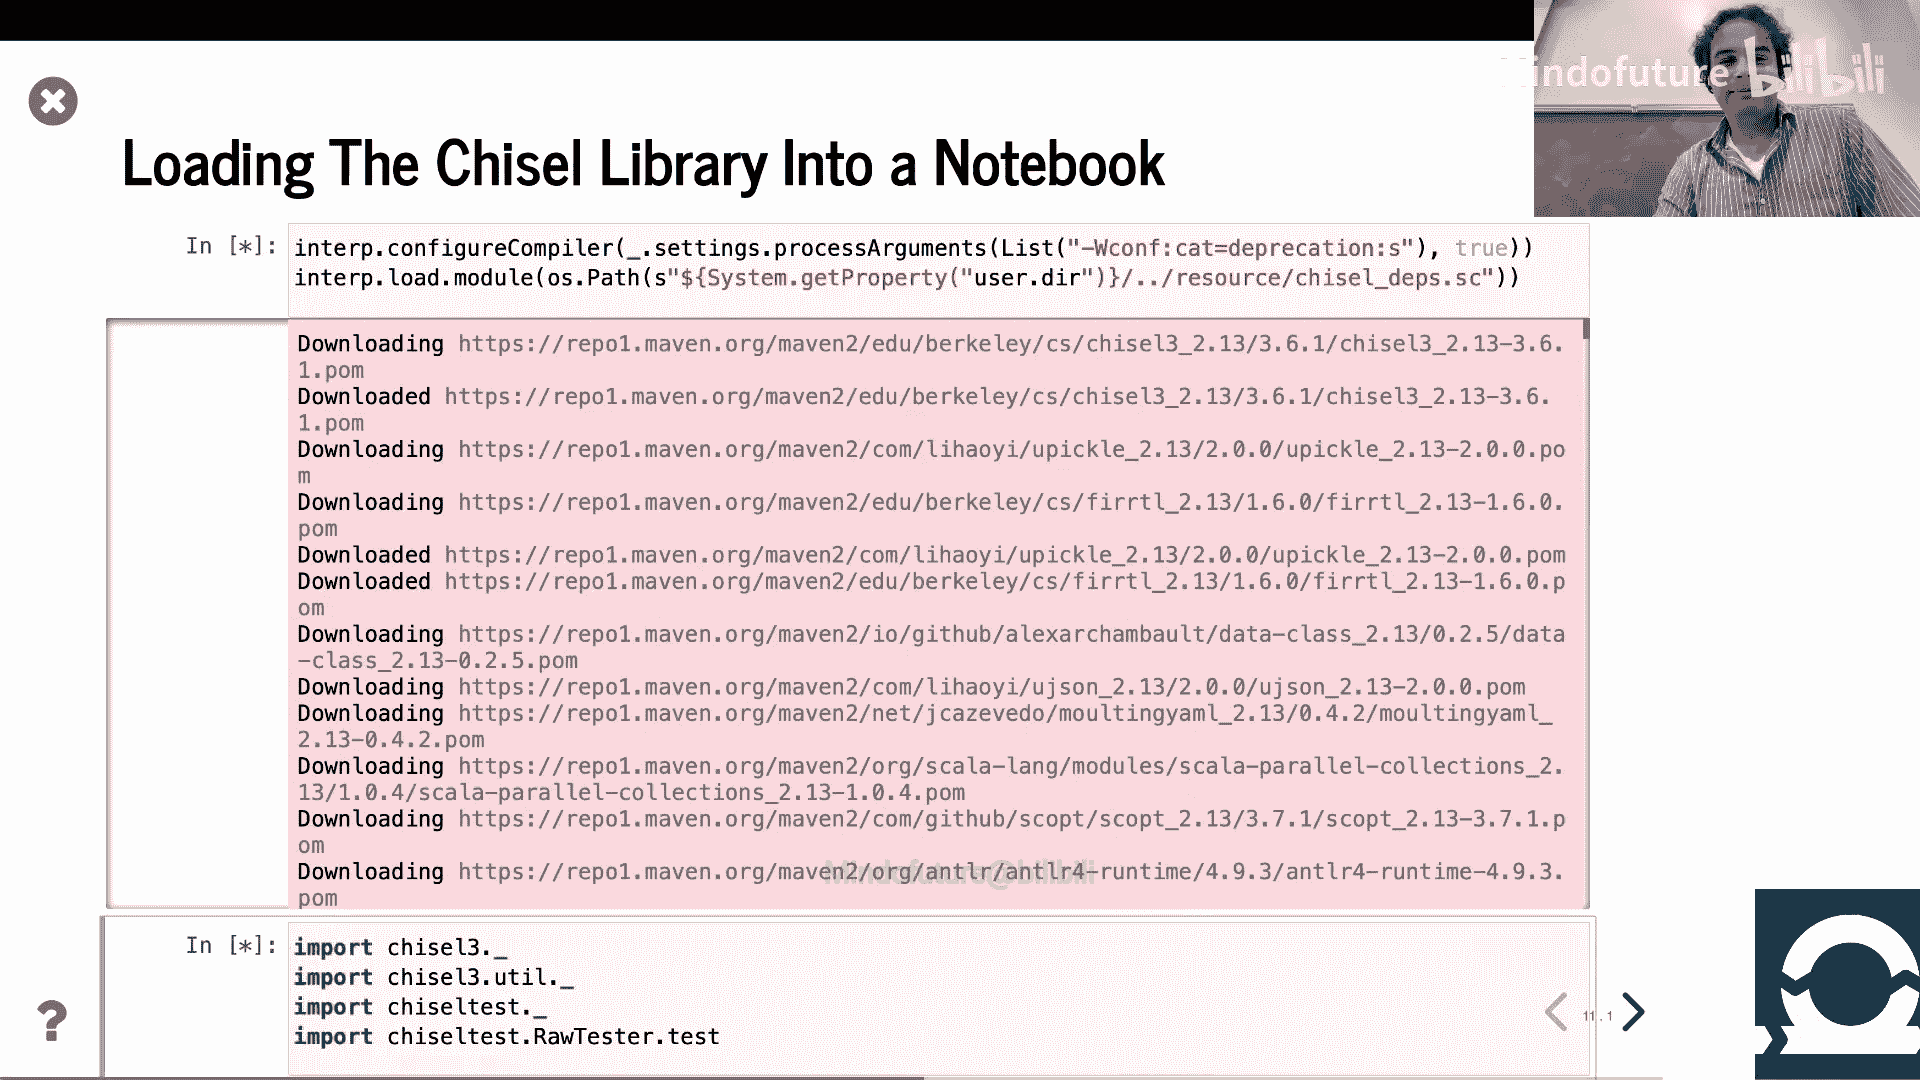 Mindofuture bilibili
Loading The Chisel Library Into a Notebook
In [*]:
interp.configureCompiler(_.settings.processArguments(List("-Wconf:cat=deprecation:s"), true))
interp.load.module(os.Path(s"${System.getProperty("user.dir")}/../resource/chisel_deps.sc"))
Downloading https://repo1.maven.org/maven2/edu/berkeley/cs/chisel3_2.13/3.6.1/chisel3_2.13-3.6.
1.pom
Downloaded https://repo1.maven.org/maven2/edu/berkeley/cs/chisel3_2.13/3.6.1/chisel3_2.13-3.6.
1.pom
Downloading https://repo1.maven.org/maven2/com/lihaoyi/upickle_2.13/2.0.0/upickle_2.13-2.0.0.po
m
Downloading https://repo1.maven.org/maven2/edu/berkeley/cs/firrtl_2.13/1.6.0/firrtl_2.13-1.6.0.
pom
Downloaded https://repo1.maven.org/maven2/com/lihaoyi/upickle_2.13/2.0.0/upickle_2.13-2.0.0.pom
Downloaded https://repo1.maven.org/maven2/edu/berkeley/cs/firrtl_2.13/1.6.0/firrtl_2.13-1.6.0.p
om
Downloading https://repo1.maven.org/maven2/io/github/alexarchambault/data-class_2.13/0.2.5/data
-class_2.13-0.2.5.pom
Downloading https://repo1.maven.org/maven2/com/lihaoyi/ujson_2.13/2.0.0/ujson_2.13-2.0.0.pom
Downloading https://repo1.maven.org/maven2/net/jcazevedo/moultingyaml_2.13/0.4.2/moultingyaml_
2.13-0.4.2.pom
Downloading https://repo1.maven.org/maven2/org/scala-lang/modules/scala-parallel-collections_2.
13/1.0.4/scala-parallel-collections_2.13-1.0.4.pom
Downloading https://repo1.maven.org/maven2/com/github/scopt/scopt_2.13/3.7.1/scopt_2.13-3.7.1.p
om
Downloading https://repo1.maven.org/maven2/org/antlr/antlr4-runtime/4.9.3/antlr4-runtime-4.9.3.
pom
Mindofuture@bilibili
In [*]:
import chisel3._
import chisel3.util._
import chiseltest._
import chiseltest.RawTester.test
11.1
?